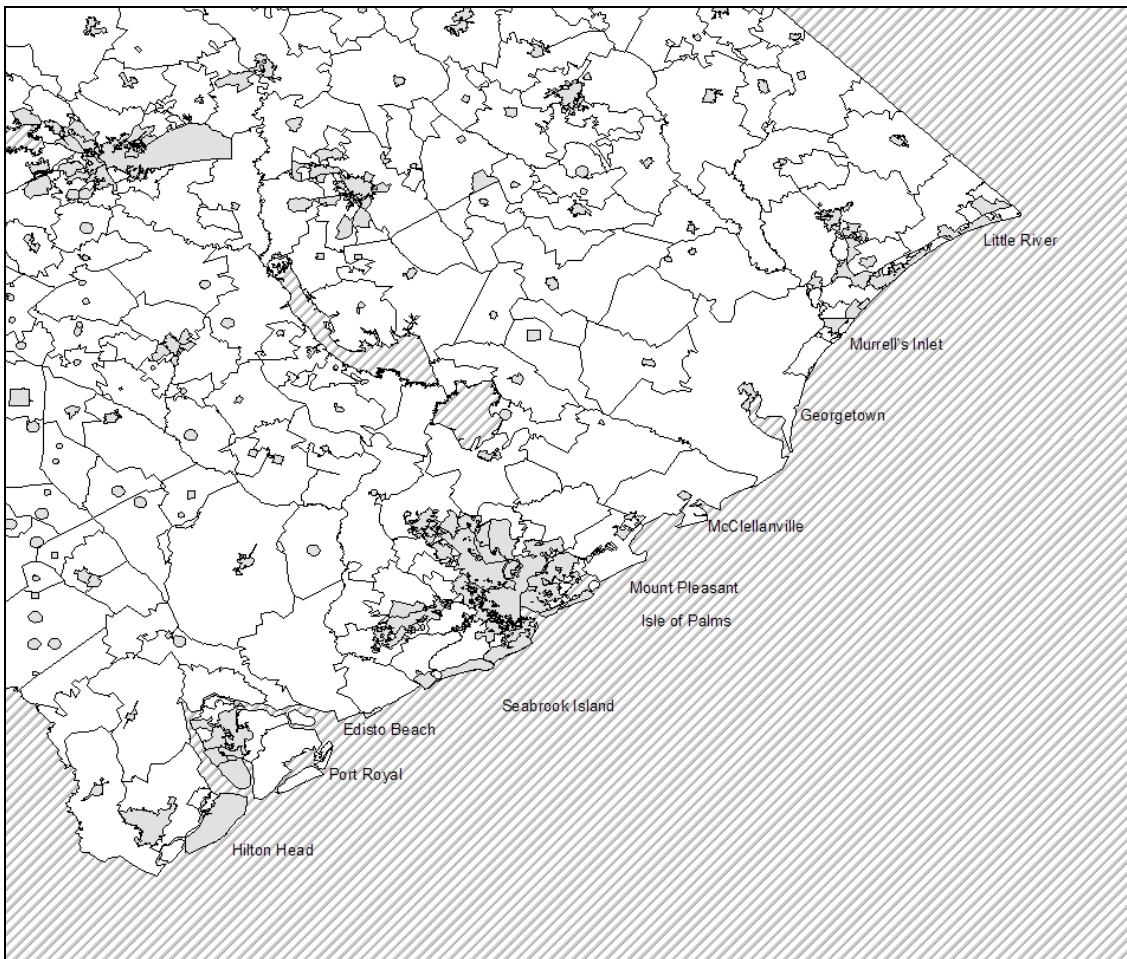 Little River
Murrell's Inlet
Georgetown
McClellanville
Mount Pleasant
Isle of Palms
Seabrook Island
Edisto Beach
Port Royal
Hilton Head